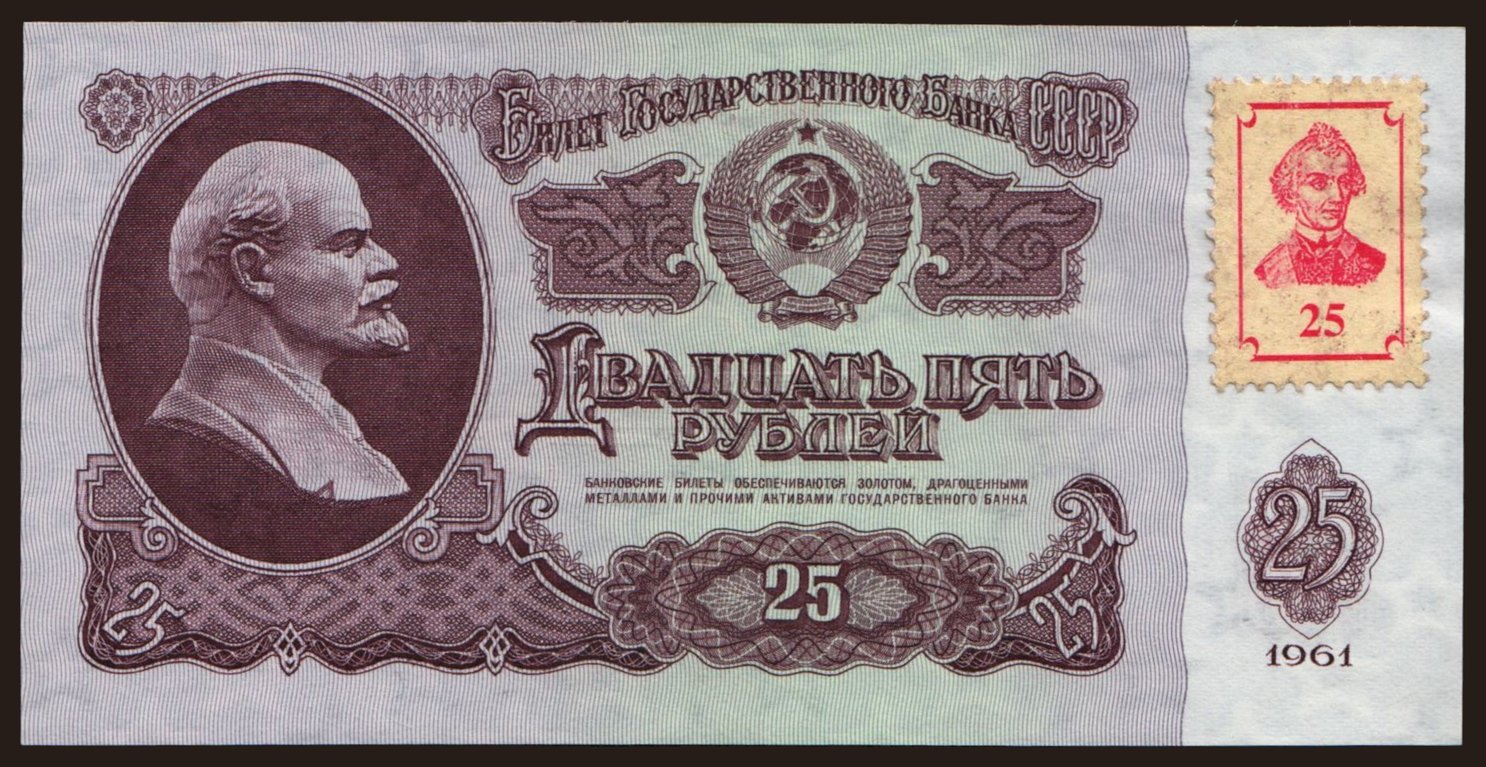 Билет Государственного Банка СССР
25
Двадцать пять
рублей
БАНКОВСКИЕ БИЛЕТЫ ОБЕСПЕЧИВАЮТСЯ ЗОЛОТОМ, ДРАГОЦЕННЫМИ
МЕТАЛЛАМИ И ПРОЧИМИ АКТИВАМИ ГОСУДАРСТВЕННОГО БАНКА
25
25
25
25
1961